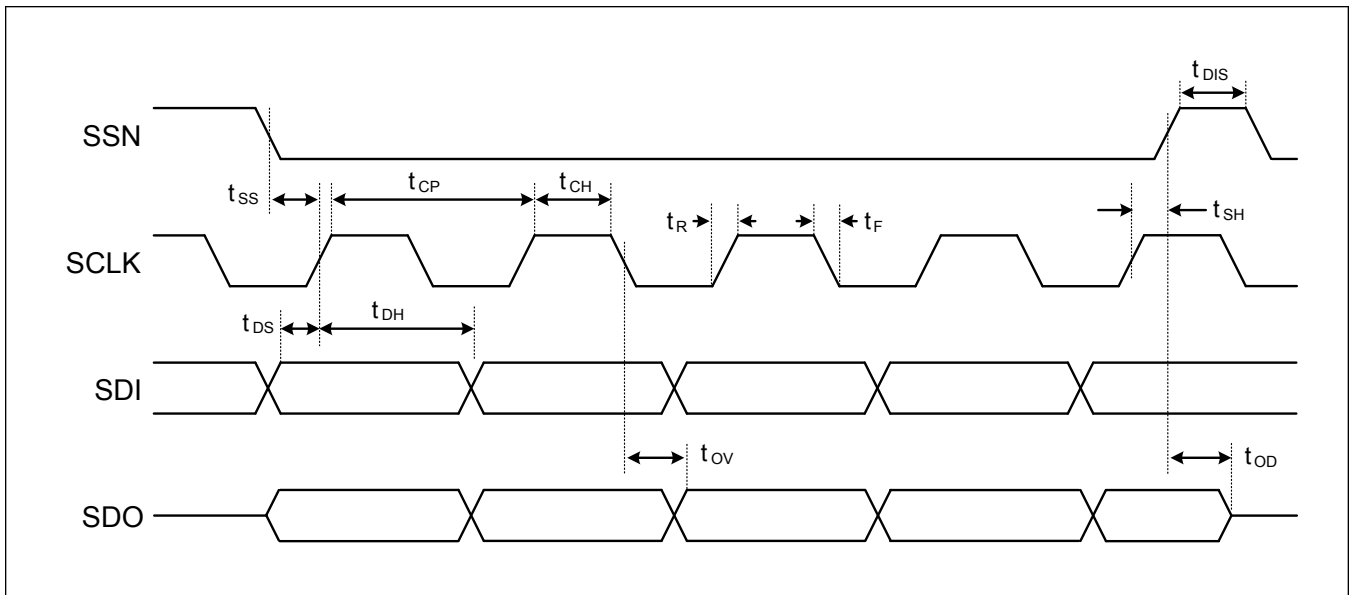 t DIS
SSN
t SS
t CP
t CH
t R
t F
t SH
SCLK
t DS
t DH
SDI
t OV
t OD
SDO